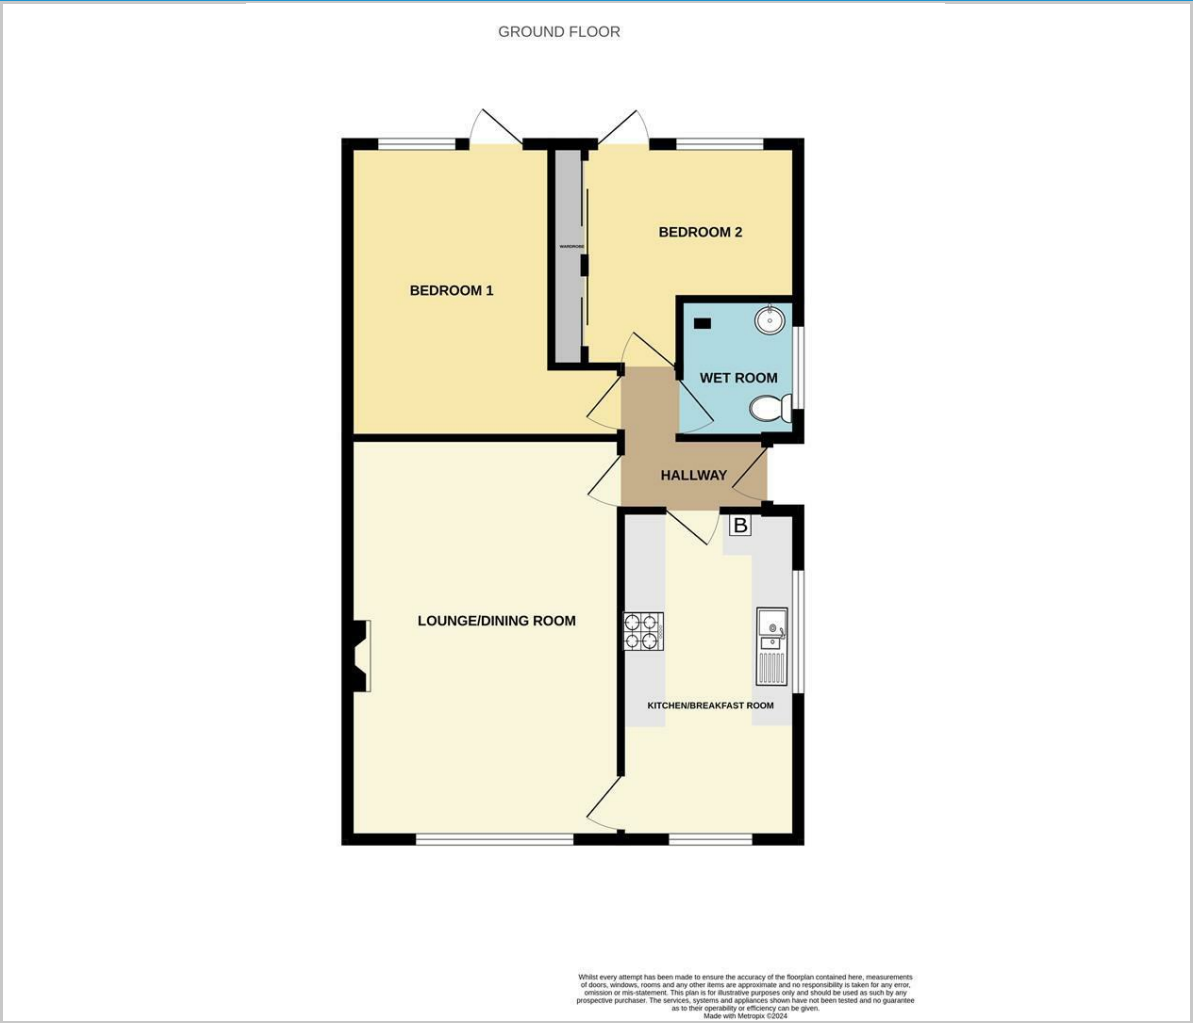 GROUND FLOOR
BEDROOM 2
WARDROBE
BEDROOM 1
WET ROOM
HALLWAY
B
LOUNGE/DINING ROOM
KITCHEN/BREAKFAST ROOM
Whilst every attempt has been made to ensure the accuracy of the floorplan contained here, measurements
of doors, windows, rooms and any other items are approximate and no responsibility is taken for any error,
omission or mis-statement. This plan is for illustrative purposes only and should be used as such by any
prospective purchaser. The services, systems and appliances shown have not been tested and no guarantee
as to their operability or efficiency can be given.
Made with Metropix ©2024